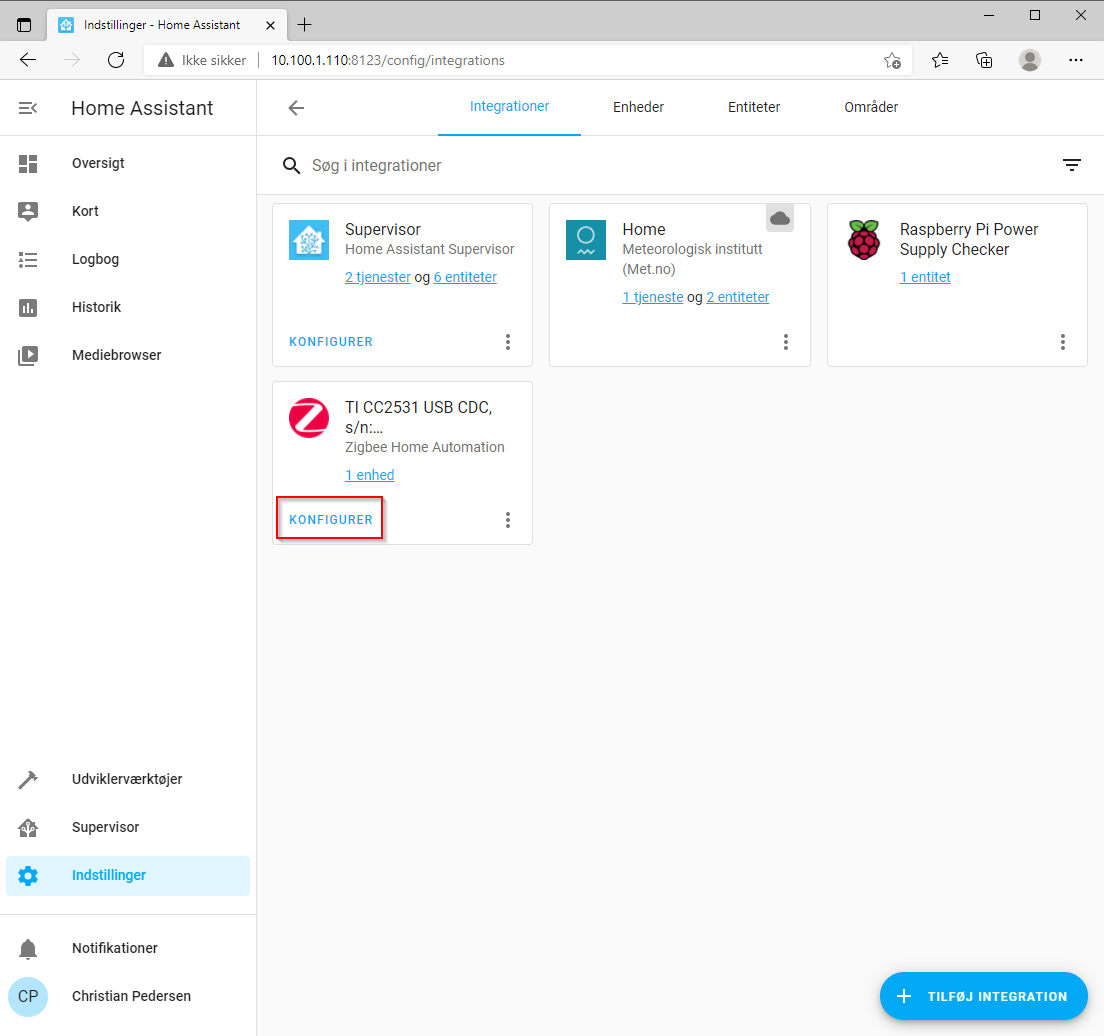 Indstillinger - Home Assistant
Ikke sikker
10.100.1.110:8123/config/integrations
Home Assistant
Integrationer
Enheder
Entiteter
Områder
Oversigt
Kort
Logbog
Historik
Mediebrowser
Søg i integrationer
Supervisor
Home Assistant Supervisor
2 tjenester og 6 entiteter
KONFIGURER
Home
Meteorologisk institutt
(Met.no)
1 tjeneste og 2 entiteter
Raspberry Pi Power
Supply Checker
1 entitet
TI CC2531 USB CDC,
s/n:...
Zigbee Home Automation
1 enhed
KONFIGURER
Udviklerværktøjer
Supervisor
Indstillinger
Notifikationer
CP
Christian Pedersen
TILFØJ INTEGRATION